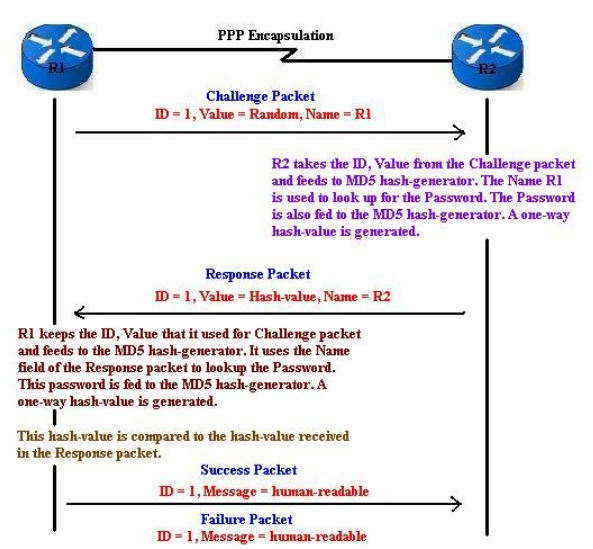 PPP Encapsulation
R1
R2
Challenge Packet
ID = 1, Value = Random, Name = R1
R2 takes the ID, Value from the Challenge packet
and feeds to MD5 hash-generator. The Name R1
is used to look up for the Password. The Password
is also fed to the MD5 hash-generator. A one-way
hash-value is generated.
Response Packet
ID = 1, Value = Hash-value, Name = R2
R1 keeps the ID, Value that it used for Challenge packet
and feeds to the MD5 hash-generator. It uses the Name
field of the Response packet to lookup the Password.
This password is fed to the MD5 hash-generator. A
one-way hash-value is generated.
This hash-value is compared to the hash-value received
in the Response packet.
Success Packet
ID = 1, Message = human-readable
Failure Packet
ID = 1, Message = human-readable